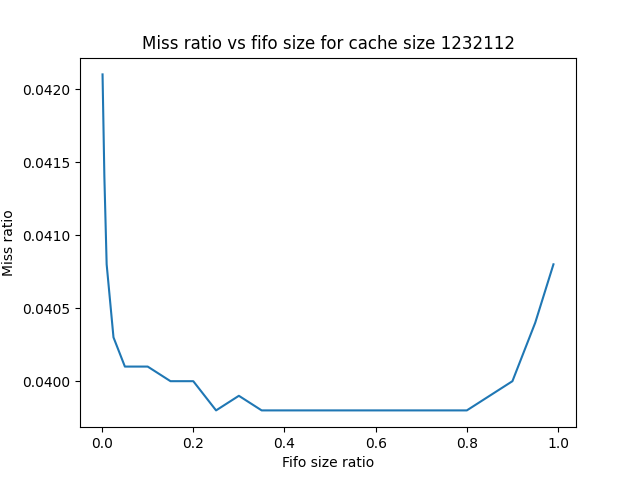 Miss ratio vs fifo size for cache size 1232112
0.0420
0.0415
0.0410
0.0405
0.0400
Miss ratio
0.0 0.2 0.4 0.6 0.8 1.0
Fifo size ratio